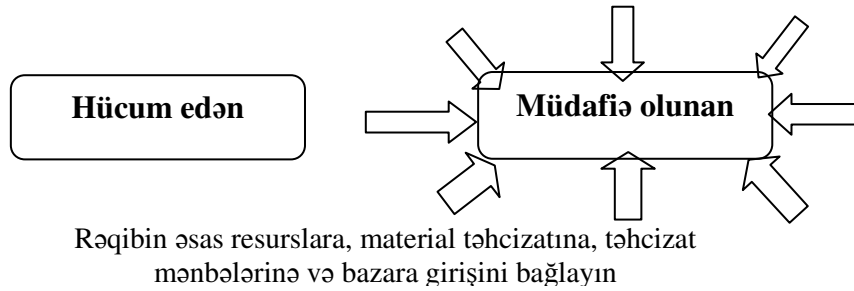 Hücum edən
Müdafiə olunan
Rəqibin əsas resurslara, material təhcizatına, təhcizat
mənbələrinə və bazara girişini bağlayın